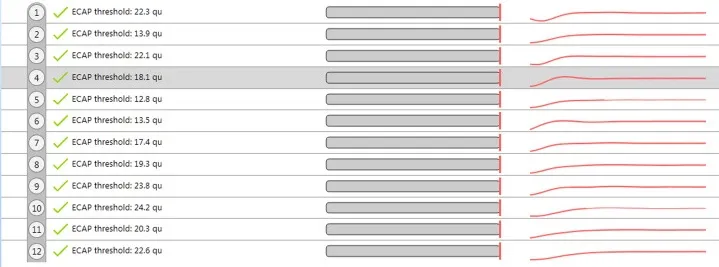 1 ECAP threshold: 22.3 qu
2 ECAP threshold: 13.9 qu
3 ECAP threshold: 22.1 qu
4 ECAP threshold: 18.1 qu
5 ECAP threshold: 12.8 qu
6 ECAP threshold: 13.5 qu
7 ECAP threshold: 17.4 qu
8 ECAP threshold: 19.3 qu
9 ECAP threshold: 23.8 qu
10 ECAP threshold: 24.2 qu
11 ECAP threshold: 20.3 qu
12 ECAP threshold: 22.6 qu